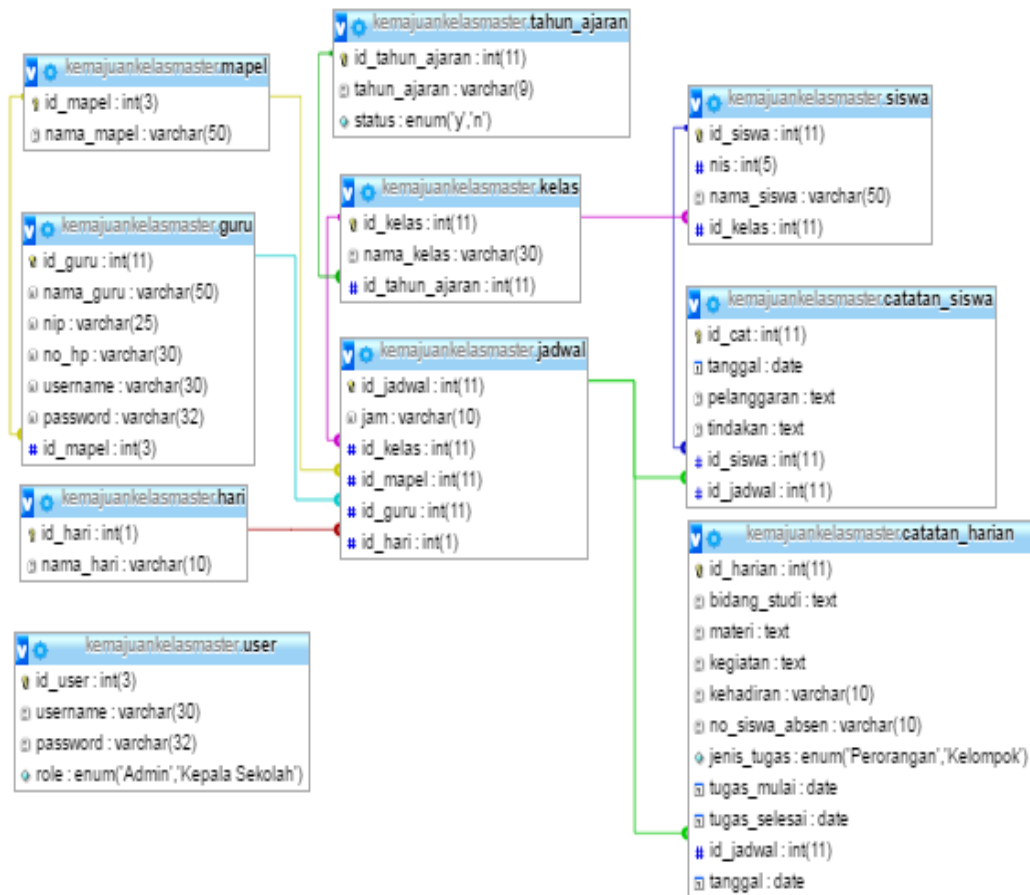 kemajuankelasmaster.mapel
id_mapel : int(3)
nama_mapel : varchar(50)
kemajuankelasmaster.guru
id_guru : int(11)
nama_guru : varchar(50)
nip : varchar(25)
no_hp : varchar(30)
username : varchar(30)
password : varchar(32)
id_mapel : int(3)
kemajuankelasmaster.hari
id_hari : int(1)
nama_hari : varchar(10)
kemajuankelasmaster.user
id_user : int(3)
username : varchar(30)
password : varchar(32)
role : enum('Admin','Kepala Sekolah')
kemajuankelasmaster.tahun_ajaran
id_tahun_ajaran : int(11)
tahun_ajaran : varchar(9)
status : enum('y','n')
kemajuankelasmaster.kelas
id_kelas : int(11)
nama_kelas : varchar(30)
id_tahun_ajaran : int(11)
kemajuankelasmaster.jadwal
id_jadwal : int(11)
jam : varchar(10)
id_kelas : int(11)
id_mapel : int(11)
id_guru : int(11)
id_hari : int(1)
kemajuankelasmaster.siswa
id_siswa : int(11)
nis : int(5)
nama_siswa : varchar(50)
id_kelas : int(11)
kemajuankelasmaster.catatan_siswa
id_cat : int(11)
tanggal : date
pelanggaran : text
tindakan : text
id_siswa : int(11)
id_jadwal : int(11)
kemajuankelasmaster.catatan_harian
id_harian : int(11)
bidang_studi : text
materi : text
kegiatan : text
kehadiran : varchar(10)
no_siswa_absen : varchar(10)
jenis_tugas : enum('Perorangan','Kelompok')
tugas_mulai : date
tugas_selesai : date
id_jadwal : int(11)
tanggal : date